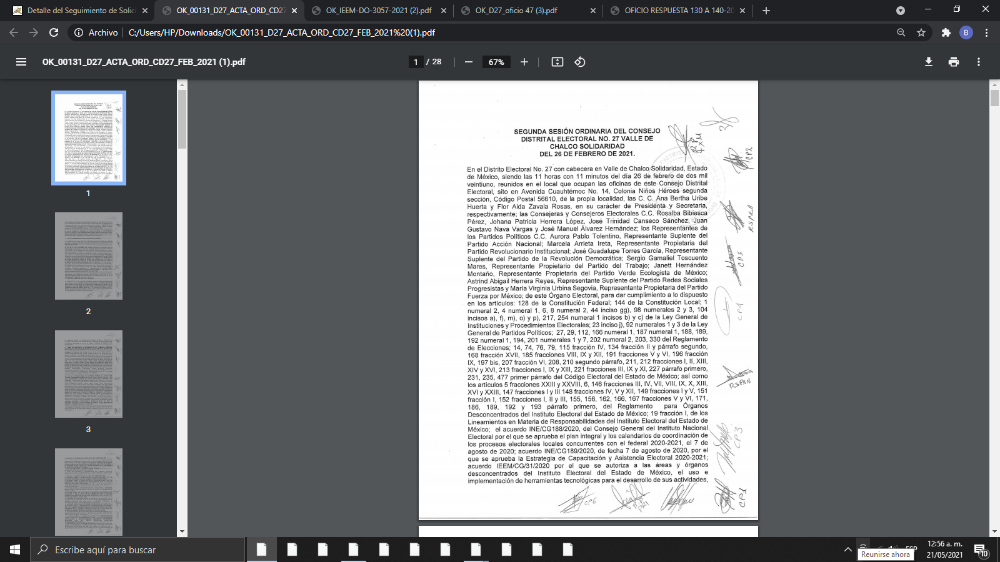 Detalle del Seguimiento de Solici
OK_00131_D27_ACTA_ORD_CD27
OK_IEEM-DO-3057-2021 (2).pdf
OK_D27_oficio 47 (3).pdf
OFICIO RESPUESTA 130 A 140-20
Archivo
C:/Users/HP/Downloads/OK_00131_D27_ACTA_ORD_CD27_FEB_2021%20(1).pdf
B
OK_00131_D27_ACTA_ORD_CD27_FEB_2021 (1).pdf
1 / 28
67%
1
2
3
SEGUNDA SESIÓN ORDINARIA DEL CONSEJO
DISTRITAL ELECTORAL NO. 27 VALLE DE
CHALCO SOLIDARIDAD
DEL 26 DE FEBRERO DE 2021.
En el Distrito Electoral No. 27 con cabecera en Valle de Chalco Solidaridad, Estado
de México, siendo las 11 horas con 11 minutos del día 26 de febrero de dos mil
veintiuno, reunidos en el local que ocupan las oficinas de este Consejo Distrital
Electoral, sito en Avenida Cuauhtémoc No. 14, Colonia Niños Héroes segunda
sección, Código Postal 56610, de la propia localidad, las C. C. Ana Bertha Uribe
Huerta y Flor Aida Zavala Rosas, en su carácter de Presidenta y Secretaria,
respectivamente; las Consejeras y Consejeros Electorales C.C. Rosalba Bibiesca
Pérez, Johana Patricia Herrera López, José Trinidad Canseco Sánchez, Juan
Gustavo Nava Vargas y José Manuel Álvarez Hernández; los Representantes de
los Partidos Políticos C.C. Aurora Pablo Tolentino, Representante Suplente del
Partido Acción Nacional; Marcela Arrieta Ireta, Representante Propietaria del
Partido Revolucionario Institucional; José Guadalupe Torres García, Representante
Suplente del Partido de la Revolución Democrática; Sergio Gamaliel Toscuento
Mares, Representante Propietario del Partido del Trabajo; Janett Hernández
Montaño, Representante Propietaria del Partido Verde Ecologista de México;
Astrind Abigail Herrera Reyes, Representante Suplente del Partido Redes Sociales
Progresistas y María Virginia Urbina Segovia, Representante Propietaria del Partido
Fuerza por México; de este Órgano Electoral, para dar cumplimiento a lo dispuesto
en los artículos: 128 de la Constitución Federal; 144 de la Constitución Local; 1
numeral 2, 4 numeral 1, 6, 8 numeral 2, 44 inciso gg), 98 numerales 2 y 3, 104
incisos a), f), m), o) y p), 217, 254 numeral 1 incisos b) y c) de la Ley General de
Instituciones y Procedimientos Electorales; 23 inciso j), 92 numerales 1 y 3 de la Ley
General de Partidos Políticos; 27, 29, 112, 166 numeral 1, 187 numeral 1, 188, 189,
192 numeral 1, 194, 201 numerales 1 y 7, 202 numeral 2, 203, 330 del Reglamento
de Elecciones; 14, 74, 76, 79, 115 fracción IV, 134 fracción II y párrafo segundo,
168 fracción XVII, 185 fracciones VIII, IX y XII, 191 fracciones V y VI, 196 fracción
IX, 197 bis, 207 fracción VI, 208, 210 segundo párrafo, 211, 212 fracciones I, II, XIII,
XIV y XVI, 213 fracciones I, IX y XIII, 221 fracciones III, IX y XI, 227 párrafo primero,
231, 235, 477 primer párrafo del Código Electoral del Estado de México; así como
los artículos 5 fracciones XXIII y XXVIII, 6, 146 fracciones III, IV, VII, VIII, IX, X, XIII,
XVI y XXIII, 147 fracciones I y III 148 fracciones IV, V y XII, 149 fracciones I y V, 151
fracción I, 152 fracciones I, II y III, 155, 156, 162, 166, 167 fracciones V y VI, 171,
186, 189, 192 y 193 párrafo primero, del Reglamento para Órganos
Desconcentrados del Instituto Electoral del Estado de México; 19 fracción I, de los
Lineamientos en Materia de Responsabilidades del Instituto Electoral del Estado de
México; el acuerdo INE/CG188/2020, del Consejo General del Instituto Nacional
Electoral por el que se aprueba el plan integral y los calendarios de coordinación de
los procesos electorales locales concurrentes con el federal 2020-2021, el 7 de
agosto de 2020; acuerdo INE/CG189/2020, de fecha 7 de agosto de 2020, por el
que se aprueba la Estrategia de Capacitación y Asistencia Electoral 2020-2021;
acuerdo IEEM/CG/31/2020 por el que se autoriza a las áreas y órganos
desconcentrados del Instituto Electoral del Estado de México, el uso e
implementación de herramientas tecnológicas para el desarrollo de sus actividades,
CP2
RSPRD
CP5
CP4
RSPAN
CP3
CP1
CP6
Escribe aquí para buscar
ESP
12:56 a. m.
21/05/2021
10
Reunirse ahora